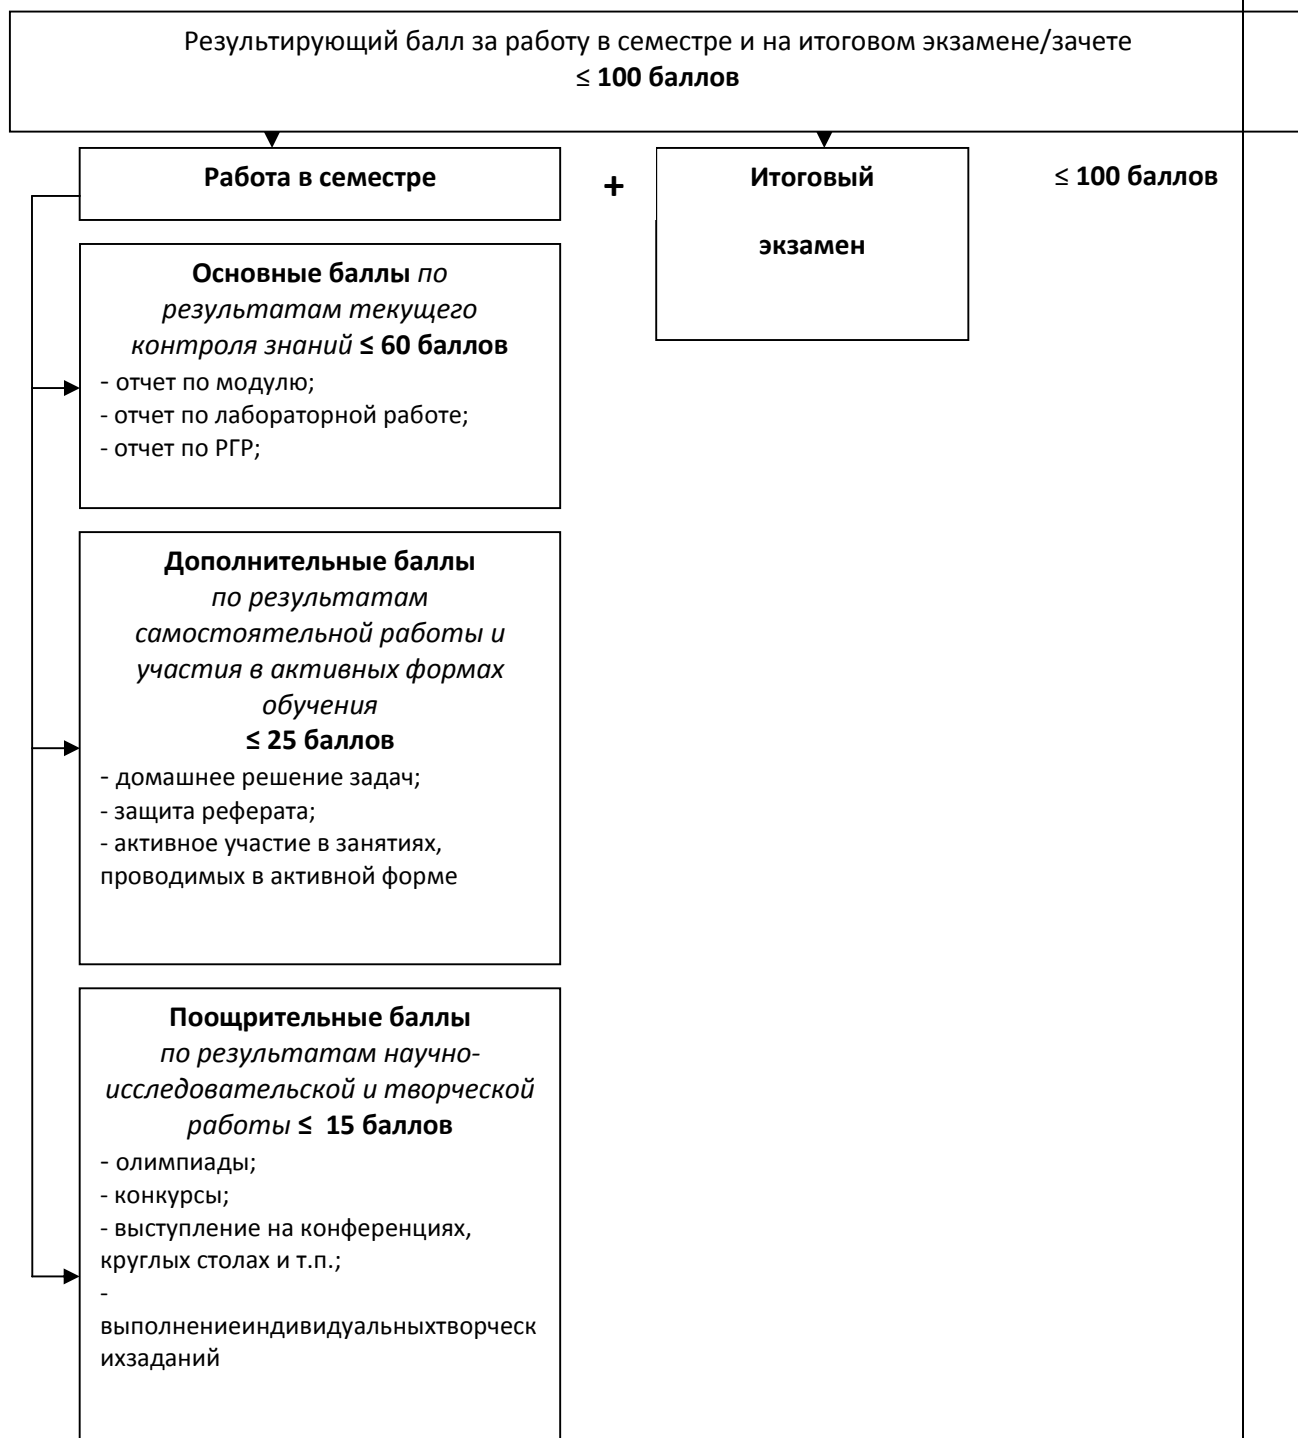 Результирующий балл за работу в семестре и на итоговом экзамене/зачете
≤ 100 баллов
Работа в семестре
+
Итоговый
экзамен
≤ 100 баллов
Основные баллы по
результатам текущего
контроля знаний ≤ 60 баллов
- отчет по модулю;
- отчет по лабораторной работе;
- отчет по РГР;
Дополнительные баллы
по результатам
самостоятельной работы и
участия в активных формах
обучения
≤ 25 баллов
- домашнее решение задач;
- защита реферата;
- активное участие в занятиях,
проводимых в активной форме
Поощрительные баллы
по результатам научно-
исследовательской и творческой
работы ≤ 15 баллов
- олимпиады;
- конкурсы;
- выступление на конференциях,
круглых столах и т.п.;
-
выполнениеиндивидуальныхтворческ
ихзаданий